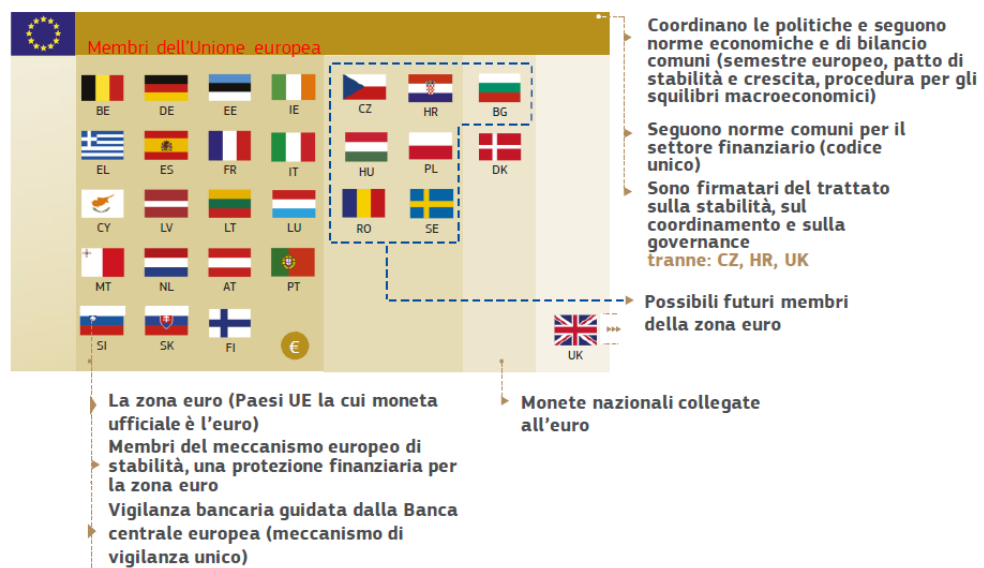 Membri dell'Unione europea
BE DE EE IE CZ HR BG
EL ES FR IT HU PL DK
CY LV LT LU RO SE
MT NL AT PT
SI SK FI €
UK
Coordinano le politiche e seguono
norme economiche e di bilancio
comuni (semestre europeo, patto di
stabilità e crescita, procedura per gli
squilibri macroeconomici)
Seguono norme comuni per il
settore finanziario (codice
unico)
Sono firmatari del trattato
sulla stabilità, sul
coordinamento e sulla
governance
tranne: CZ, HR, UK
Possibili futuri membri
della zona euro
La zona euro (Paesi UE la cui moneta
ufficiale è l'euro)
Membri del meccanismo europeo di
stabilità, una protezione finanziaria per
la zona euro
Vigilanza bancaria guidata dalla Banca
centrale europea (meccanismo di
vigilanza unico)
Monete nazionali collegate
all'euro